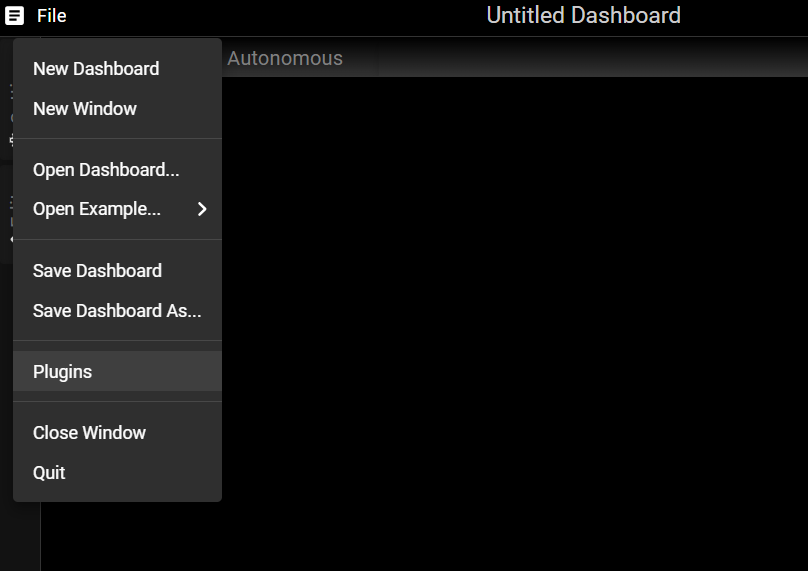 File
Untitled Dashboard
Autonomous
New Dashboard
New Window
Open Dashboard...
Open Example...
Save Dashboard
Save Dashboard As...
Plugins
Close Window
Quit